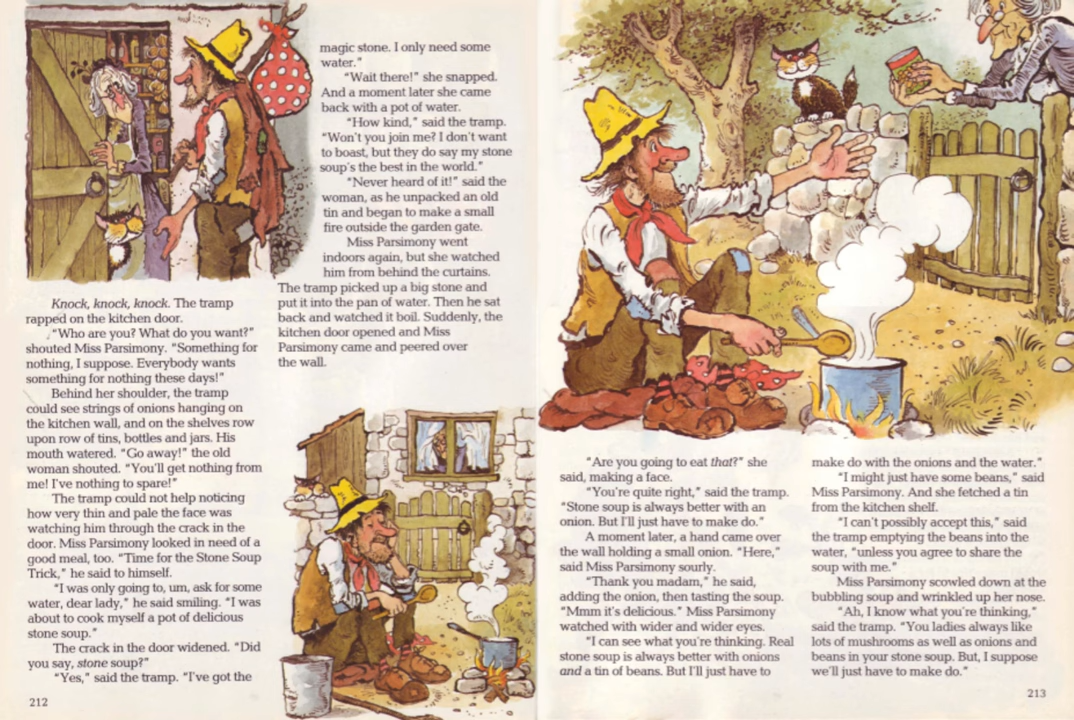 Knock, knock, knock. The tramp
rapped on the kitchen door.
"Who are you? What do you want?"
shouted Miss Parsimony. "Something for
nothing, I suppose. Everybody wants
something for nothing these days!"
Behind her shoulder, the tramp
could see strings of onions hanging on
the kitchen wall, and on the shelves row
upon row of tins, bottles and jars. His
mouth watered. "Go away!" the old
woman shouted. "You'll get nothing from
me! I've nothing to spare!"
The tramp could not help noticing
how very thin and pale the face was
watching him through the crack in the
door. Miss Parsimony looked in need of a
good meal, too. "Time for the Stone Soup
Trick," he said to himself.
"I was only going to, um, ask for some
water, dear lady," he said smiling. "I was
about to cook myself a pot of delicious
stone soup."
The crack in the door widened. "Did
you say, stone soup?"
"Yes," said the tramp. "I've got the
212
magic stone. I only need some
water."
"Wait there!" she snapped.
And a moment later she came
back with a pot of water.
"How kind," said the tramp.
"Won't you join me? I don't want
to boast, but they do say my stone
soup's the best in the world."
"Never heard of it!" said the
woman, as he unpacked an old
tin and began to make a small
fire outside the garden gate.
Miss Parsimony went
indoors again, but she watched
him from behind the curtains.
The tramp picked up a big stone and
put it into the pan of water. Then he sat
back and watched it boil. Suddenly, the
kitchen door opened and Miss
Parsimony came and peered over
the wall.
"Are you going to eat that?" she
said, making a face.
"You're quite right," said the tramp.
"Stone soup is always better with an
onion. But I'll just have to make do."
A moment later, a hand came over
the wall holding a small onion. "Here,"
said Miss Parsimony sourly.
"Thank you madam," he said,
adding the onion, then tasting the soup.
"Mmm it's delicious." Miss Parsimony
watched with wider and wider eyes.
"I can see what you're thinking. Real
stone soup is always better with onions
and a tin of beans. But I'll just have to
make do with the onions and the water."
"I might just have some beans," said
Miss Parsimony. And she fetched a tin
from the kitchen shelf.
"I can't possibly accept this," said
the tramp emptying the beans into the
water, "unless you agree to share the
soup with me."
Miss Parsimony scowled down at the
bubbling soup and wrinkled up her nose.
"Ah, I know what you're thinking,"
said the tramp. "You ladies always like
lots of mushrooms as well as onions and
beans in your stone soup. But, I suppose
we'll just have to make do."
213